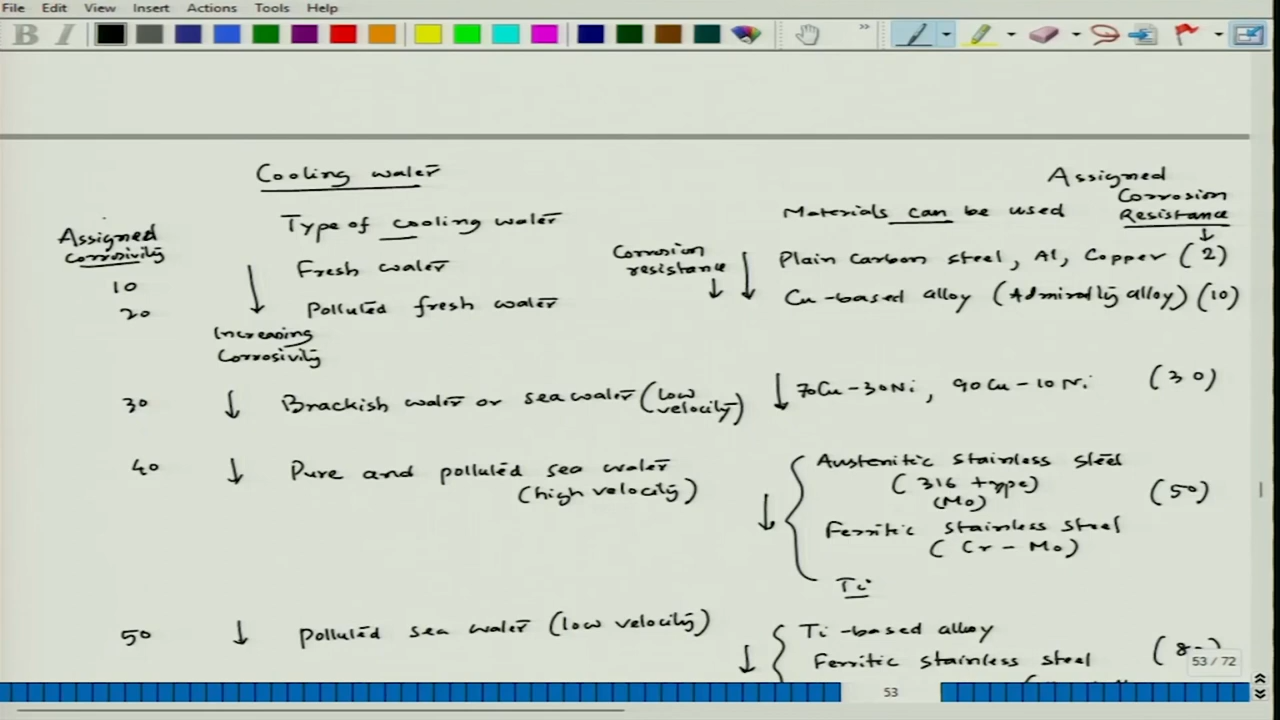 File Edit View Insert Actions Tools Help
B I
Cooling water
Assigned
Corrosion
Resistance
Type of cooling water
Materials can be used
Assigned
Corrosivity
Corrosion
resistance
10
Fresh water
Plain carbon steel, Al, Copper (2)
20
Polluted fresh water
Cu-based alloy (Admiralty alloy) (10)
Increasing
Corrosivity
30
Brackish water or sea water (low
velocity)
70Cu-30Ni, 90Cu-10Ni (30)
40
Pure and polluted sea water
(high velocity)
Austenitic stainless steel
(316 type)
(Mo)
(50)
Ferritic stainless steel
(Cr-Mo)
Ti
50
Polluted sea water (low velocity)
Ti-based alloy
Ferritic stainless steel
53 / 72
53